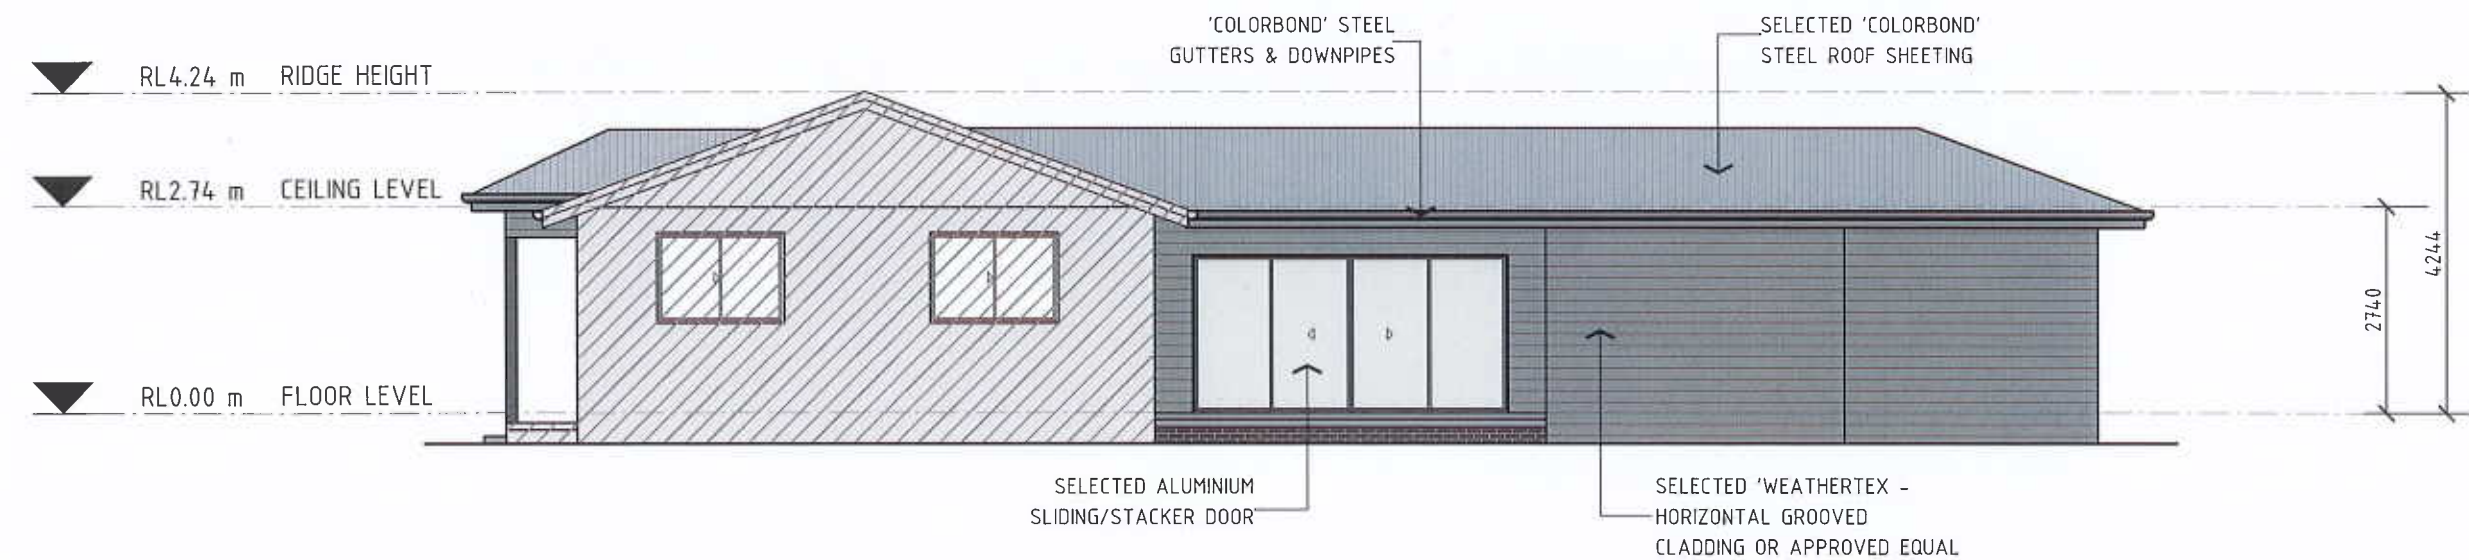 'COLORBOND' STEEL
GUTTERS & DOWNPIPES
SELECTED 'COLORBOND'
STEEL ROOF SHEETING
RL4.24 m RIDGE HEIGHT
RL2.74 m CEILING LEVEL
RL0.00 m FLOOR LEVEL
4244
2740
SELECTED ALUMINIUM
SLIDING/STACKER DOOR
SELECTED 'WEATHERTEX -
HORIZONTAL GROOVED
CLADDING OR APPROVED EQUAL